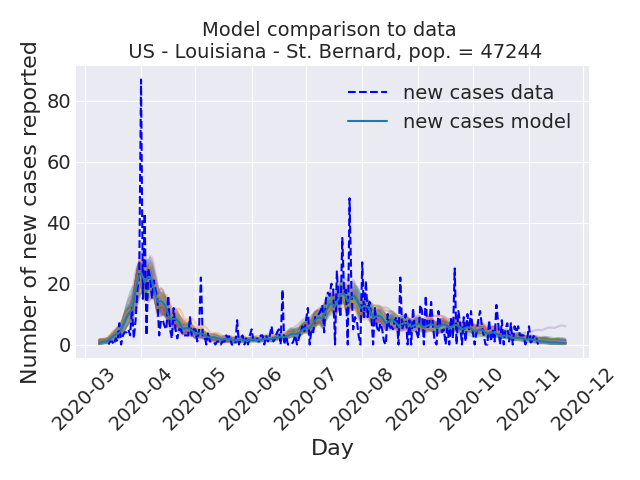 Model comparison to data
US - Louisiana - St. Bernard, pop. = 47244
Number of new cases reported
80
60
40
20
0
new cases data
new cases model
2020-03
2020-04
2020-05
2020-06
2020-07
2020-08
2020-09
2020-10
2020-11
2020-12
Day